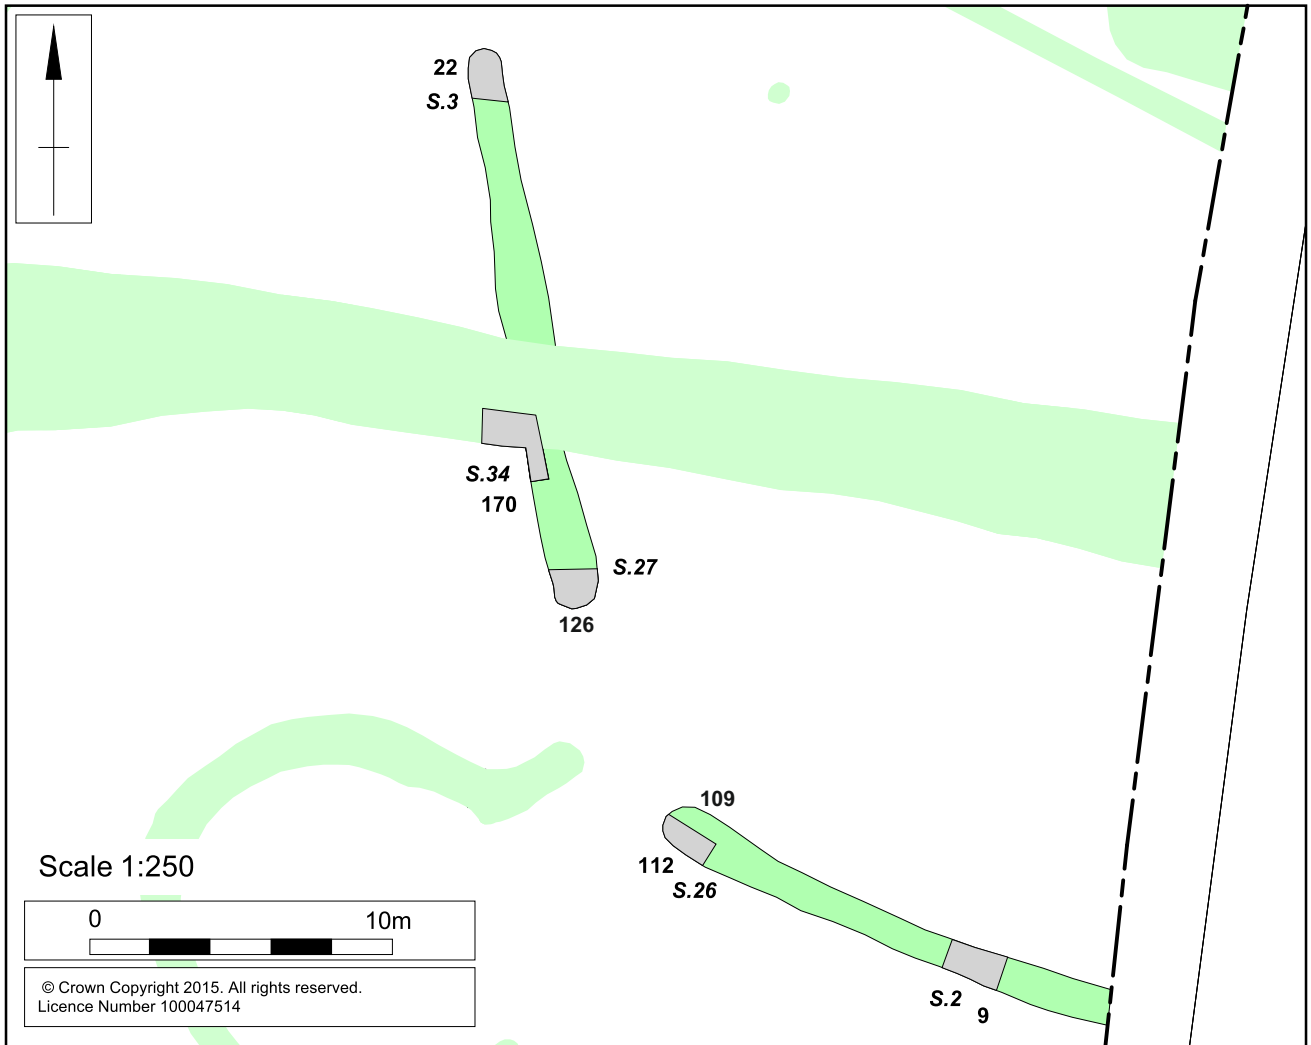 22
S.3
S.34
170
S.27
126
109
112
S.26
S.2
9
Scale 1:250
0 10m
© Crown Copyright 2015. All rights reserved.
Licence Number 100047514